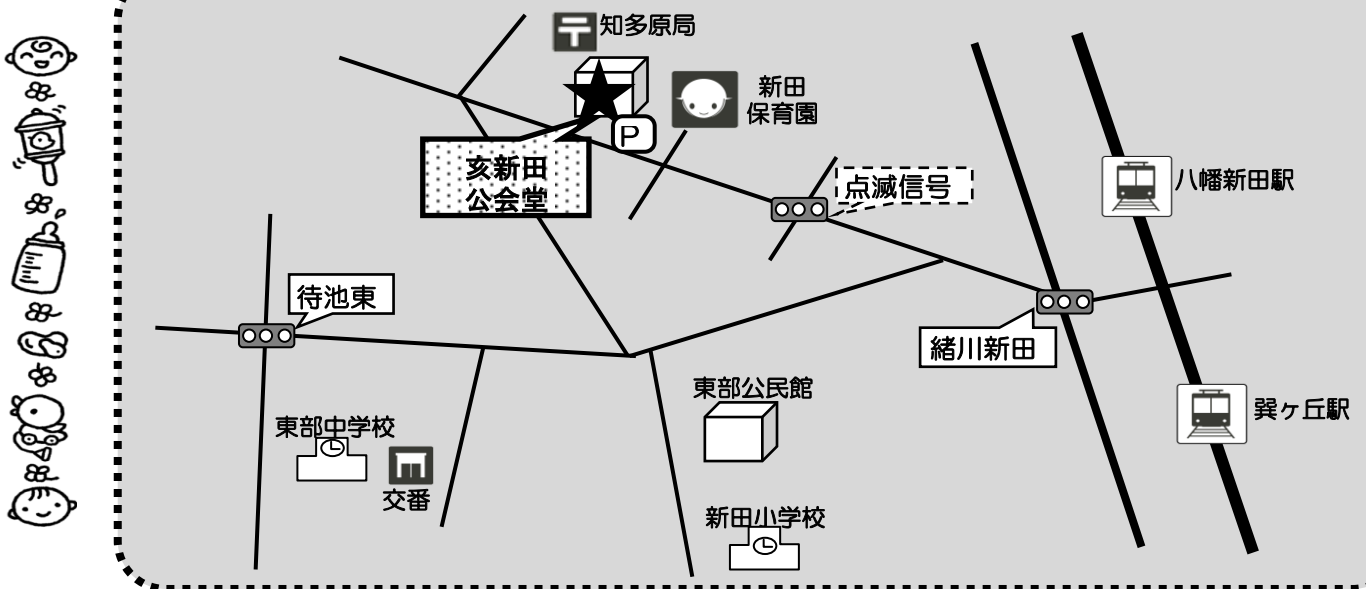 知多原局
新田
保育園
P
亥新田
公会堂
点滅信号
八幡新田駅
待池東
緒川新田
東部公民館
巽ヶ丘駅
東部中学校
交番
新田小学校